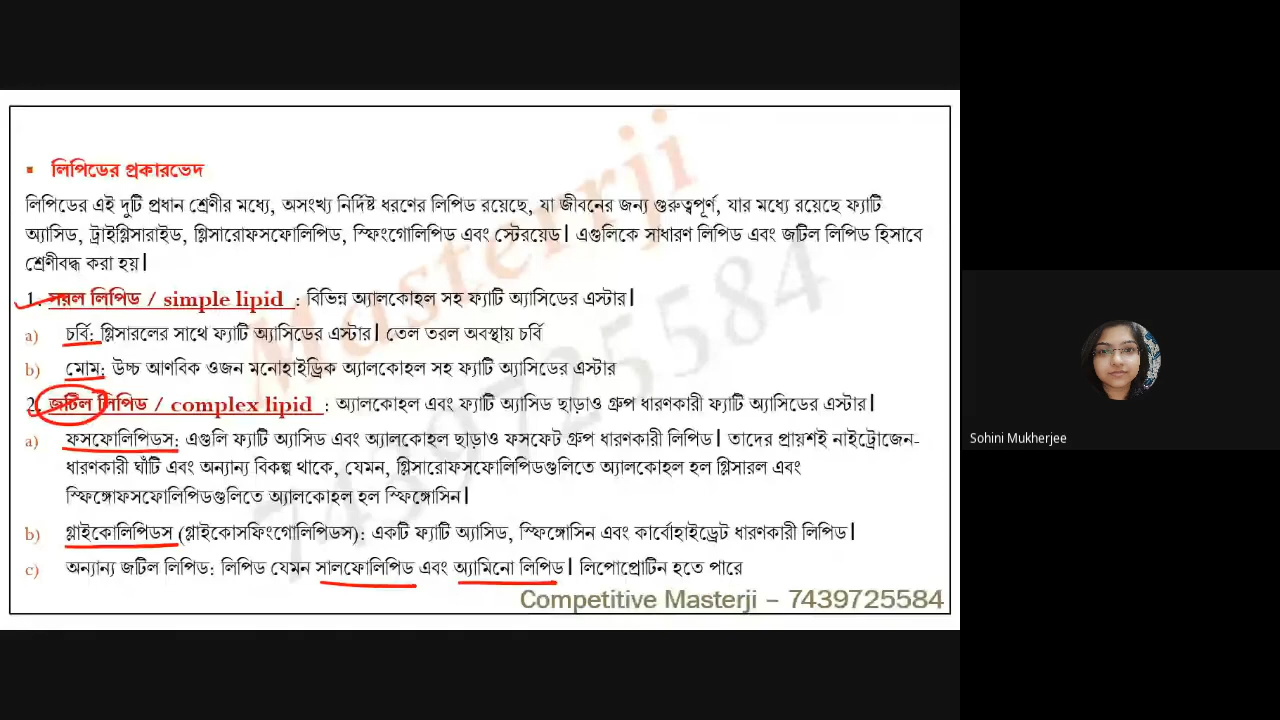 লিপিডের প্রকারভেদ
লিপিডের এই দুটি প্রধান শ্রেণীর মধ্যে, অসংখ্য নির্দিষ্ট ধরণের লিপিড রয়েছে, যা জীবনের জন্য গুরুত্বপূর্ণ, যার মধ্যে রয়েছে ফ্যাটি
অ্যাসিড, ট্রাইগ্লিসারাইড, গ্লিসারোফসফোলিপিড, স্ফিংগোলিপিড এবং স্টেরয়েড। এগুলিকে সাধারণ লিপিড এবং জটিল লিপিড হিসাবে
শ্রেণীবদ্ধ করা হয়।
1. সরল লিপিড / simple lipid : বিভিন্ন অ্যালকোহল সহ ফ্যাটি অ্যাসিডের এস্টার।
a) চর্বি: গ্লিসারলের সাথে ফ্যাটি অ্যাসিডের এস্টার। তেল তরল অবস্থায় চর্বি
b) মোম: উচ্চ আণবিক ওজন মনোহাইড্রিক অ্যালকোহল সহ ফ্যাটি অ্যাসিডের এস্টার
2. জটিল লিপিড / complex lipid : অ্যালকোহল এবং ফ্যাটি অ্যাসিড ছাড়াও গ্রুপ ধারণকারী ফ্যাটি অ্যাসিডের এস্টার।
a) ফসফোলিপিডস: এগুলি ফ্যাটি অ্যাসিড এবং অ্যালকোহল ছাড়াও ফসফেট গ্রুপ ধারণকারী লিপিড। তাদের প্রায়শই নাইট্রোজেন-
ধারণকারী ঘাঁটি এবং অন্যান্য বিকল্প থাকে, যেমন, গ্লিসারোফসফোলিপিডগুলিতে অ্যালকোহল হল গ্লিসারল এবং
স্ফিঙ্গোফসফোলিপিডগুলিতে অ্যালকোহল হল স্ফিঙ্গোসিন।
b) গ্লাইকোলিপিডস (গ্লাইকোসফিংগোলিপিডস): একটি ফ্যাটি অ্যাসিড, স্ফিঙ্গোসিন এবং কার্বোহাইড্রেট ধারণকারী লিপিড।
c) অন্যান্য জটিল লিপিড: লিপিড যেমন সালফোলিপিড এবং অ্যামিনো লিপিড। লিপোপ্রোটিন হতে পারে
Competitive Masterji – 7439725584
Masterrji
7439725584
Sohini Mukherjee